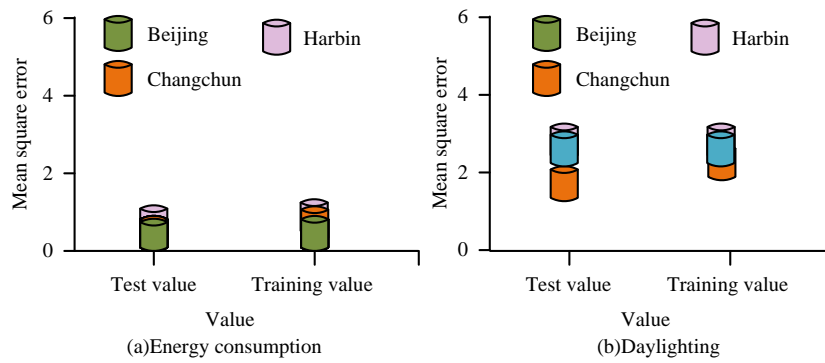 6
4
2
0
Mean square error
Beijing
Harbin
Changchun
Test value
Training value
Value
(a)Energy consumption
6
4
2
0
Mean square error
Beijing
Harbin
Changchun
Test value
Training value
Value
(b)Daylighting